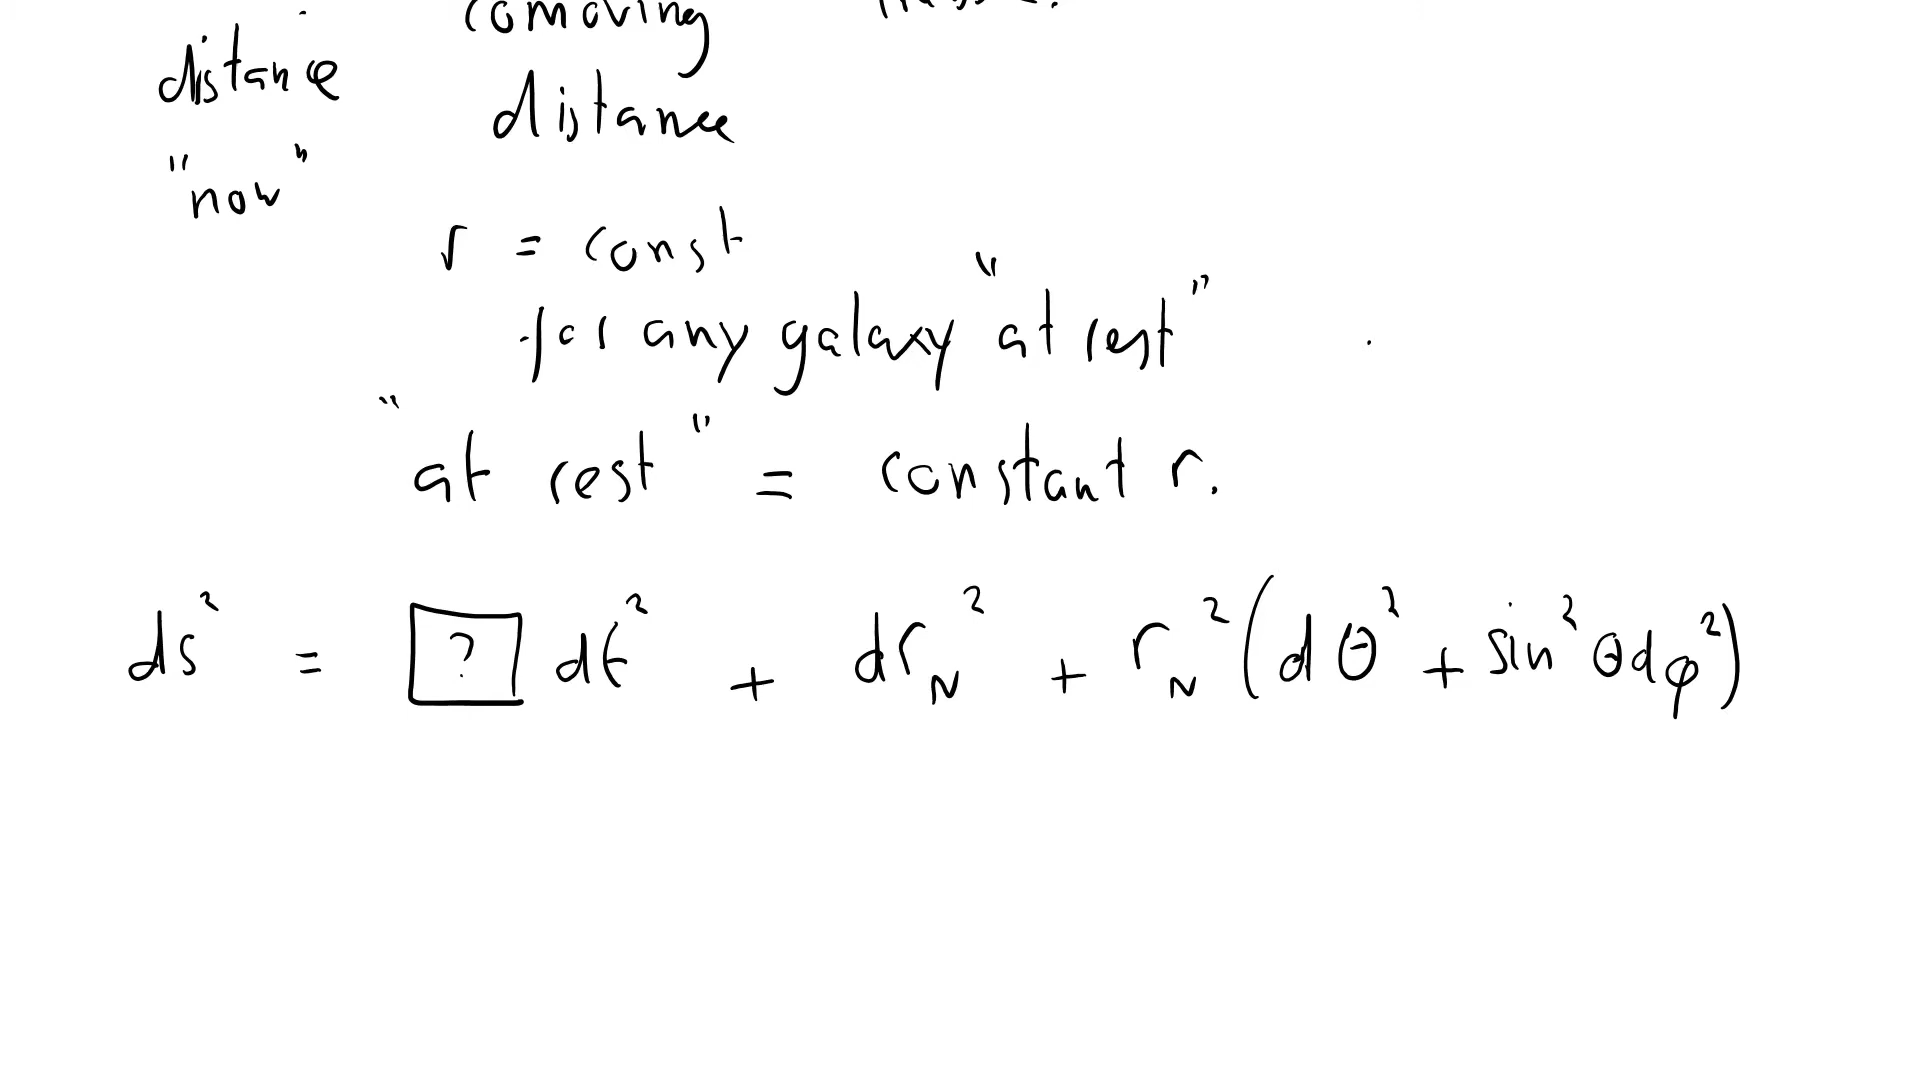 comoving
distance
distance
"now"
r = const
for any galaxy "at rest"
"at rest" = constant r.
ds² = [?] dt² + dr_N² + r_N² (dθ² + sin²θdφ²)